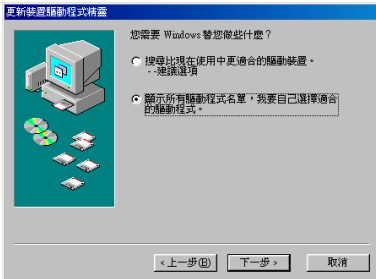 更新裝置驅動程式精靈
您需要 Windows 替您做些什麼？
搜尋比現在使用中更適合的驅動裝置。
--建議選項
顯示所有驅動程式名單，我要自己選擇適合
的驅動程式。
<上一步(B)
下一步 >
取消